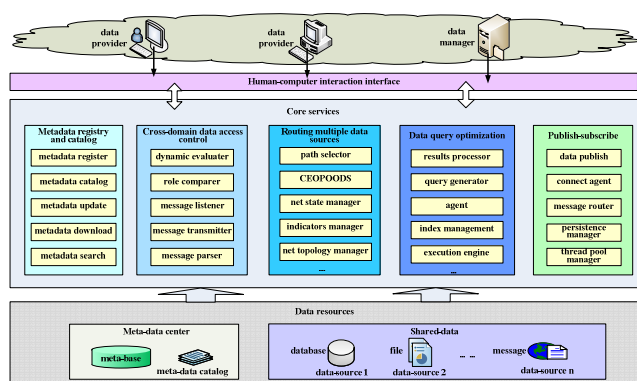 data provider
data provider
data manager
Human-computer interaction interface
Core services
Metadata registry and catalog
metadata register
metadata catalog
metadata update
metadata download
metadata search
Cross-domain data access control
dynamic evaluater
role comparer
message listener
message transmitter
message parser
Routing multiple data sources
path selector
CEOPOODS
net state manager
indicators manager
net topology manager
...
Data query optimization
results processor
query generator
agent
index management
execution engine
...
Publish-subscribe
data publish
connect agent
message router
persistence manager
thread pool manager
Data resources
Meta-data center
meta-base
meta-data catalog
Shared-data
database
data-source 1
file
data-source 2
... ...
message
data-source n